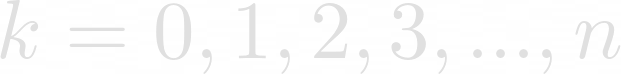 k = 0, 1, 2, 3, ..., n